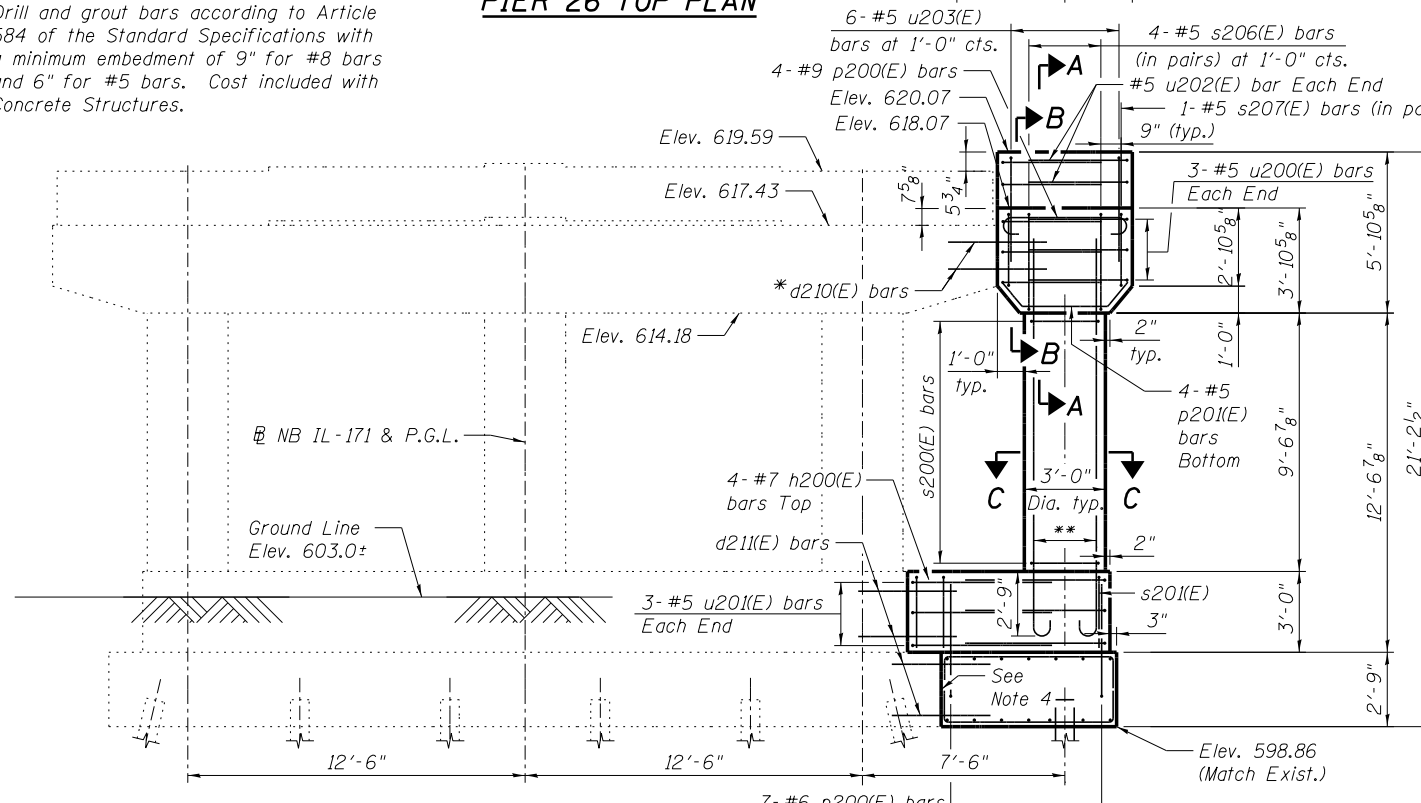 PIER 26 TOP PLAN
Drill and grout bars according to Article
584 of the Standard Specifications with
a minimum embedment of 9" for #8 bars
and 6" for #5 bars. Cost included with
Concrete Structures.
6-#5 u203(E)
bars at 1'-0" cts.
4-#5 s206(E) bars
(in pairs) at 1'-0" cts.
4-#9 p200(E) bars
A
#5 u202(E) bar Each End
Elev. 620.07
1-#5 s207(E) bars (in
Elev. 618.07
B
9" (typ.)
Elev. 619.59
3-#5 u200(E) bars
Each End
Elev. 617.43
7 5/8"
5 3/4"
2'-10 5/8"
3'-10 5/8"
5'-10 5/8"
*d210(E) bars
Elev. 614.18
B
2"
typ.
1'-0"
1'-0"
typ.
A
4-#5
p201(E)
bars
Bottom
s200(E) bars
℄ NB IL-171 & P.G.L.
9'-6 7/8"
12'-6 7/8"
21'-2 1/2"
C
C
3'-0"
Dia. typ.
**
4-#7 h200(E)
bars Top
Ground Line
Elev. 603.0±
d211(E) bars
2"
s201(E)
3-#5 u201(E) bars
Each End
2'-9"
3"
3'-0"
See
Note 4
2'-9"
Elev. 598.86
(Match Exist.)
12'-6"
12'-6"
7'-6"
7-#6 p200(E) bars